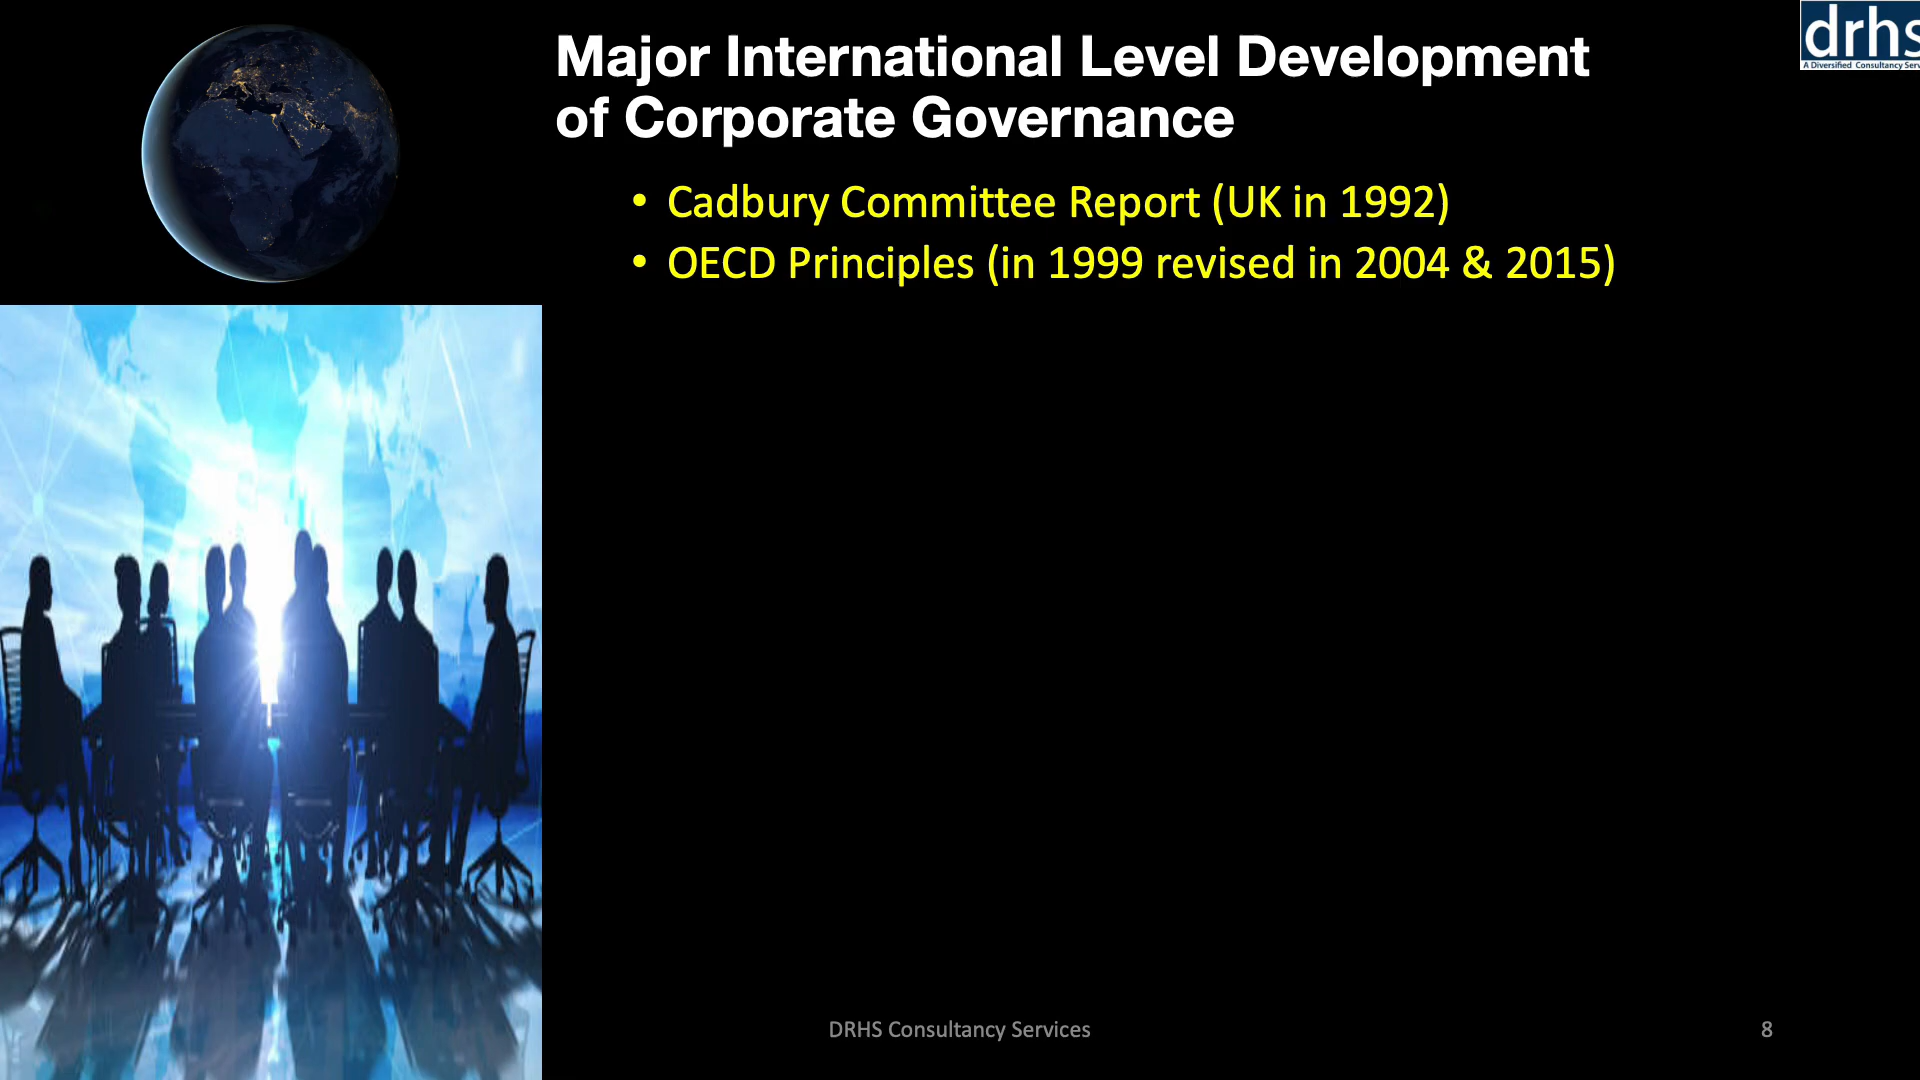 Major International Level Development
of Corporate Governance
drhs
A Diversified Consultancy Serv
• Cadbury Committee Report (UK in 1992)
• OECD Principles (in 1999 revised in 2004 & 2015)
DRHS Consultancy Services
8